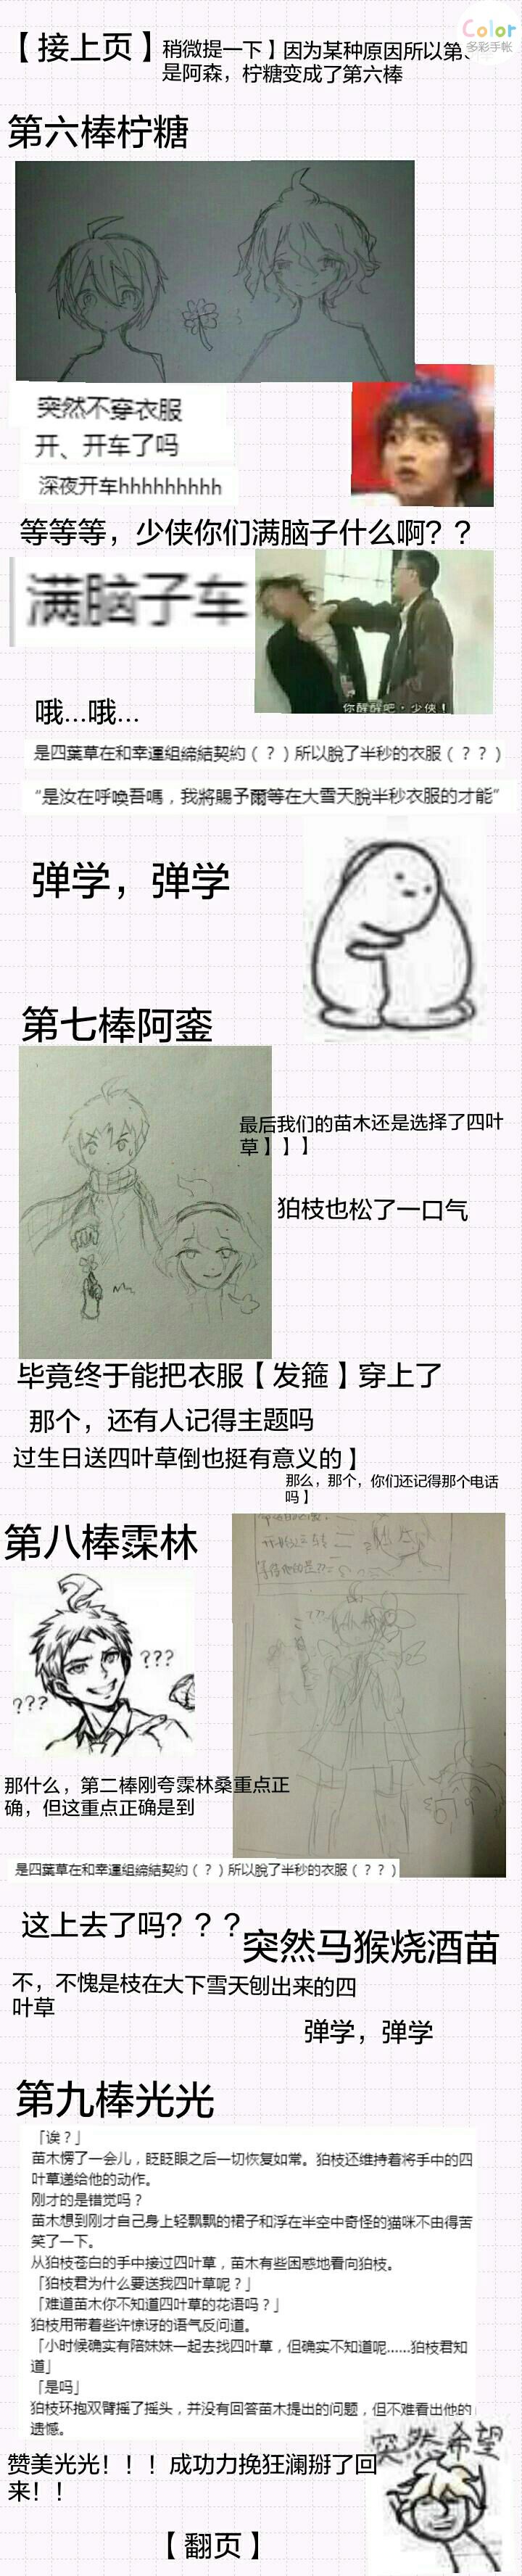 Color
多彩手帐
【接上页】
稍微提一下】因为某种原因所以第
是阿森，柠糖变成了第六棒
第六棒柠糖
突然不穿衣服
开、开车了吗
深夜开车hhhhhhhhh
等等等，少侠你们满脑子什么啊？？
满脑子车
你醒醒吧，少侠！
哦...哦...
是四葉草在和幸運組締結契約（？）所以脫了半秒的衣服（？？）
“是汝在呼喚吾嗎，我將賜予爾等在大雪天脫半秒衣服的才能”
弹学，弹学
第七棒阿銮
最后我们的苗木还是选择了四叶
草】】】
狛枝也松了一口气
毕竟终于能把衣服【发箍】穿上了
那个，还有人记得主题吗
过生日送四叶草倒也挺有意义的】
那么，那个，你们还记得那个电话
吗】
第八棒霂林
???
???
那什么，第二棒刚夸霂林桑重点正
确，但这重点正确是到
是四葉草在和幸運組締結契約（？）所以脫了半秒的衣服（？？）
这上去了吗？？？
突然马猴烧酒苗
不，不愧是枝在大下雪天刨出来的四
叶草
弹学，弹学
第九棒光光
「诶？」
苗木愣了一会儿，眨眨眼之后一切恢复如常。狛枝还维持着将手中的四
叶草递给他的动作。
刚才的是错觉吗？
苗木想到刚才自己身上轻飘飘的裙子和浮在半空中奇怪的猫咪不由得苦
笑了一下。
从狛枝苍白的手中接过四叶草，苗木有些困惑地看向狛枝。
「狛枝君为什么要送我四叶草呢？」
「难道苗木你不知道四叶草的花语吗？」
狛枝用带着些许惊讶的语气反问道。
「小时候确实有陪妹妹一起去找四叶草，但确实不知道呢……狛枝君知
道」
「是吗」
狛枝环抱双臂摇了摇头，并没有回答苗木提出的问题，但不难看出他的
遗憾。
突然希望
赞美光光！！！成功力挽狂澜掰了回
来！！
【翻页】